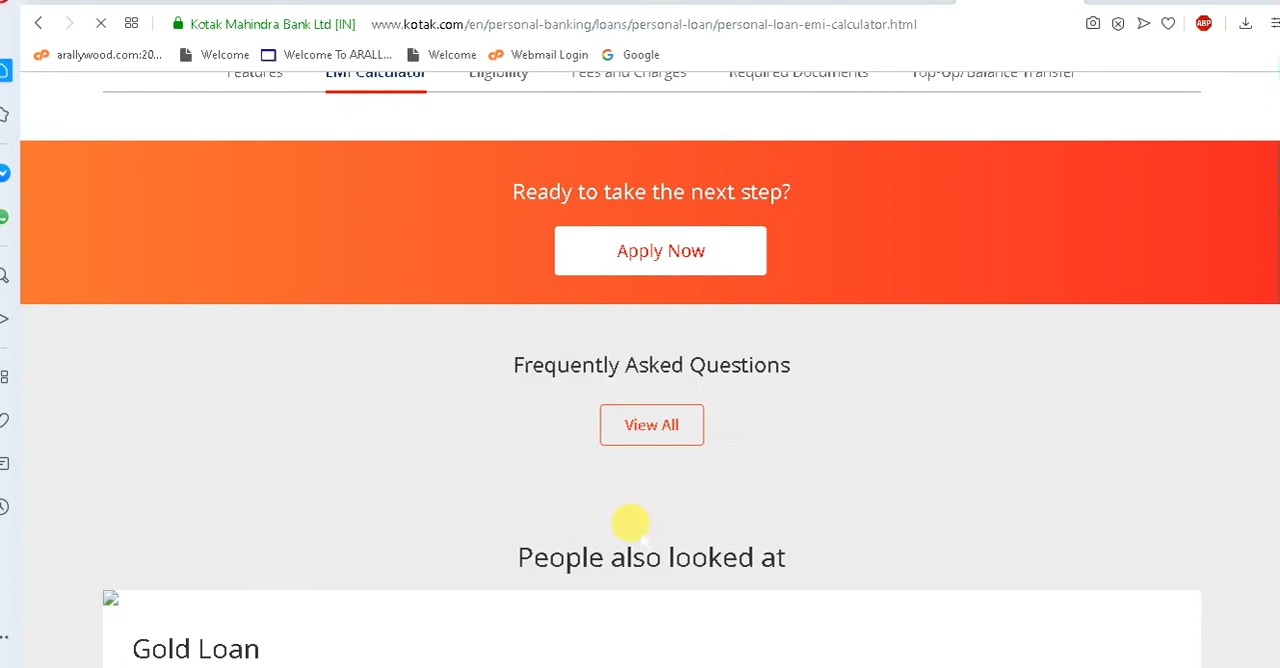 Kotak Mahindra Bank Ltd [IN] www.kotak.com/en/personal-banking/loans/personal-loan/personal-loan-emi-calculator.html ABP
arallywood.com:20... Welcome Welcome To ARALL... Welcome Webmail Login Google
Features EMI Calculator Eligibility Fees and Charges Required Documents Top-Up/Balance Transfer
Ready to take the next step?
Apply Now
Frequently Asked Questions
View All
People also looked at
Gold Loan